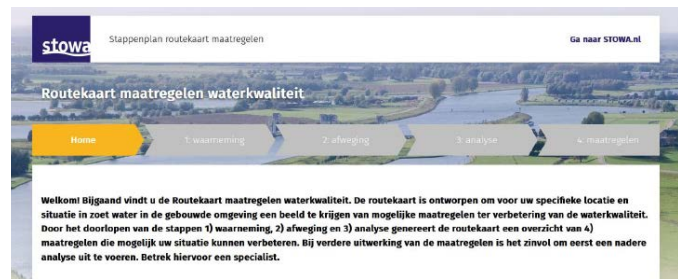 stowa
Stappenplan routekaart maatregelen
Ga naar STOWA.nl
Routekaart maatregelen waterkwaliteit
Home
1: waarneming
2: afweging
3: analyse
4: maatregelen
Welkom! Bijgaand vindt u de Routekaart maatregelen waterkwaliteit. De routekaart is ontworpen om voor uw specifieke locatie en
situatie in zoet water in de gebouwde omgeving een beeld te krijgen van mogelijke maatregelen ter verbetering van de waterkwaliteit.
Door het doorlopen van de stappen 1) waarneming, 2) afweging en 3) analyse genereert de routekaart een overzicht van 4)
maatregelen die mogelijk uw situatie kunnen verbeteren. Bij verdere uitwerking van de maatregelen is het zinvol om eerst een nadere
analyse uit te voeren. Betrek hiervoor een specialist.